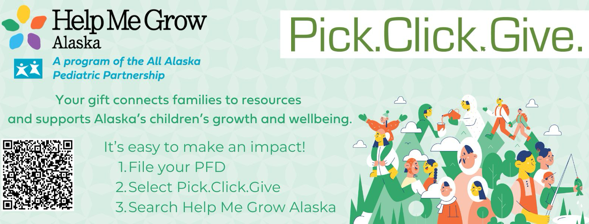 Help Me Grow
Alaska
A program of the All Alaska
Pediatric Partnership
Pick.Click.Give.
Your gift connects families to resources
and supports Alaska's children's growth and wellbeing.
It's easy to make an impact!
1.File your PFD
2.Select Pick.Click.Give
3.Search Help Me Grow Alaska